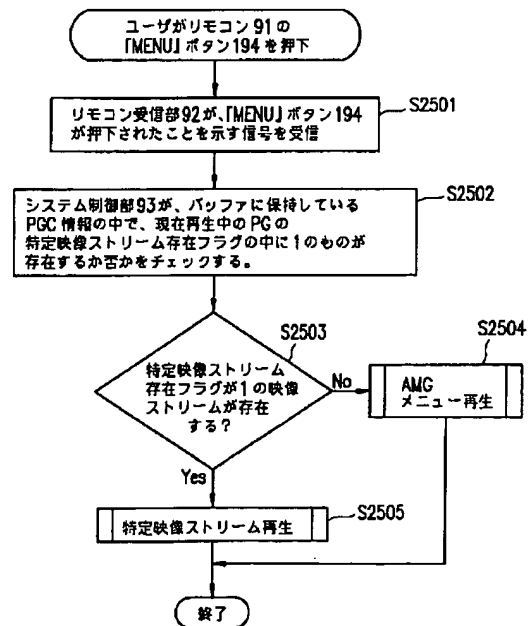 ユーザがリモコン91の
「MENU」ボタン194を押下
S2501
リモコン受信部92が、「MENU」ボタン194
が押下されたことを示す信号を受信
S2502
システム制御部93が、バッファに保持している
PGC情報の中で、現在再生中のPGの
特定映像ストリーム存在フラグの中に1のものが
存在するか否かをチェックする。
S2503
特定映像ストリーム
存在フラグが1の映像
ストリームが存在
する?
No
S2504
AMG
メニュー再生
Yes
S2505
特定映像ストリーム再生
終了